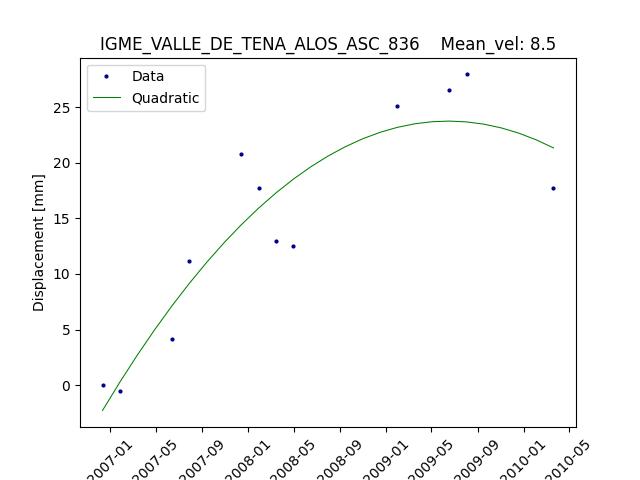 IGME_VALLE_DE_TENA_ALOS_ASC_836    Mean_vel: 8.5
Data
Quadratic
Displacement [mm]
25
20
15
10
5
0
2007-01 2007-05 2007-09 2008-01 2008-05 2008-09 2009-01 2009-05 2009-09 2010-01 2010-05